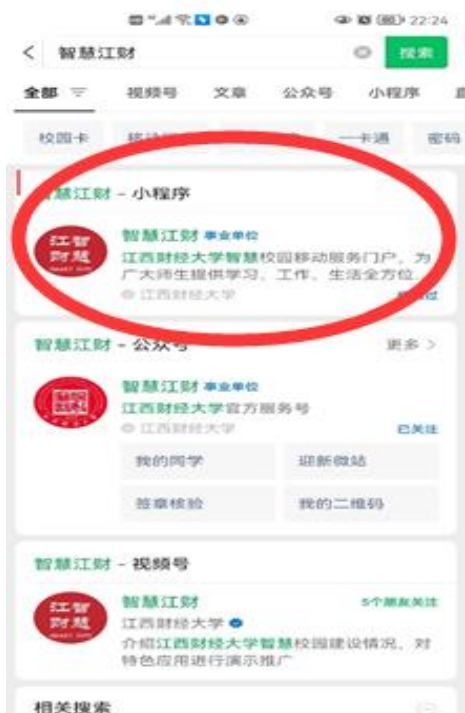 22:24
智慧江财
搜索
全部 视频号 文章 公众号 小程序
校园卡 一卡通 密码
智慧江财 - 小程序
江智
财慧
智慧江财 事业单位
江西财经大学智慧校园移动服务门户，为
广大师生提供学习、工作、生活全方位
江西财经大学
智慧江财 - 公众号 更多
智慧江财 事业单位
江西财经大学官方服务号
江西财经大学 已关注
我的同学 迎新微站
签章核验 我的二维码
智慧江财 - 视频号
江智
财慧
智慧江财 5个朋友关注
江西财经大学
介绍江西财经大学智慧校园建设情况，对
特色应用进行演示推广
相关搜索